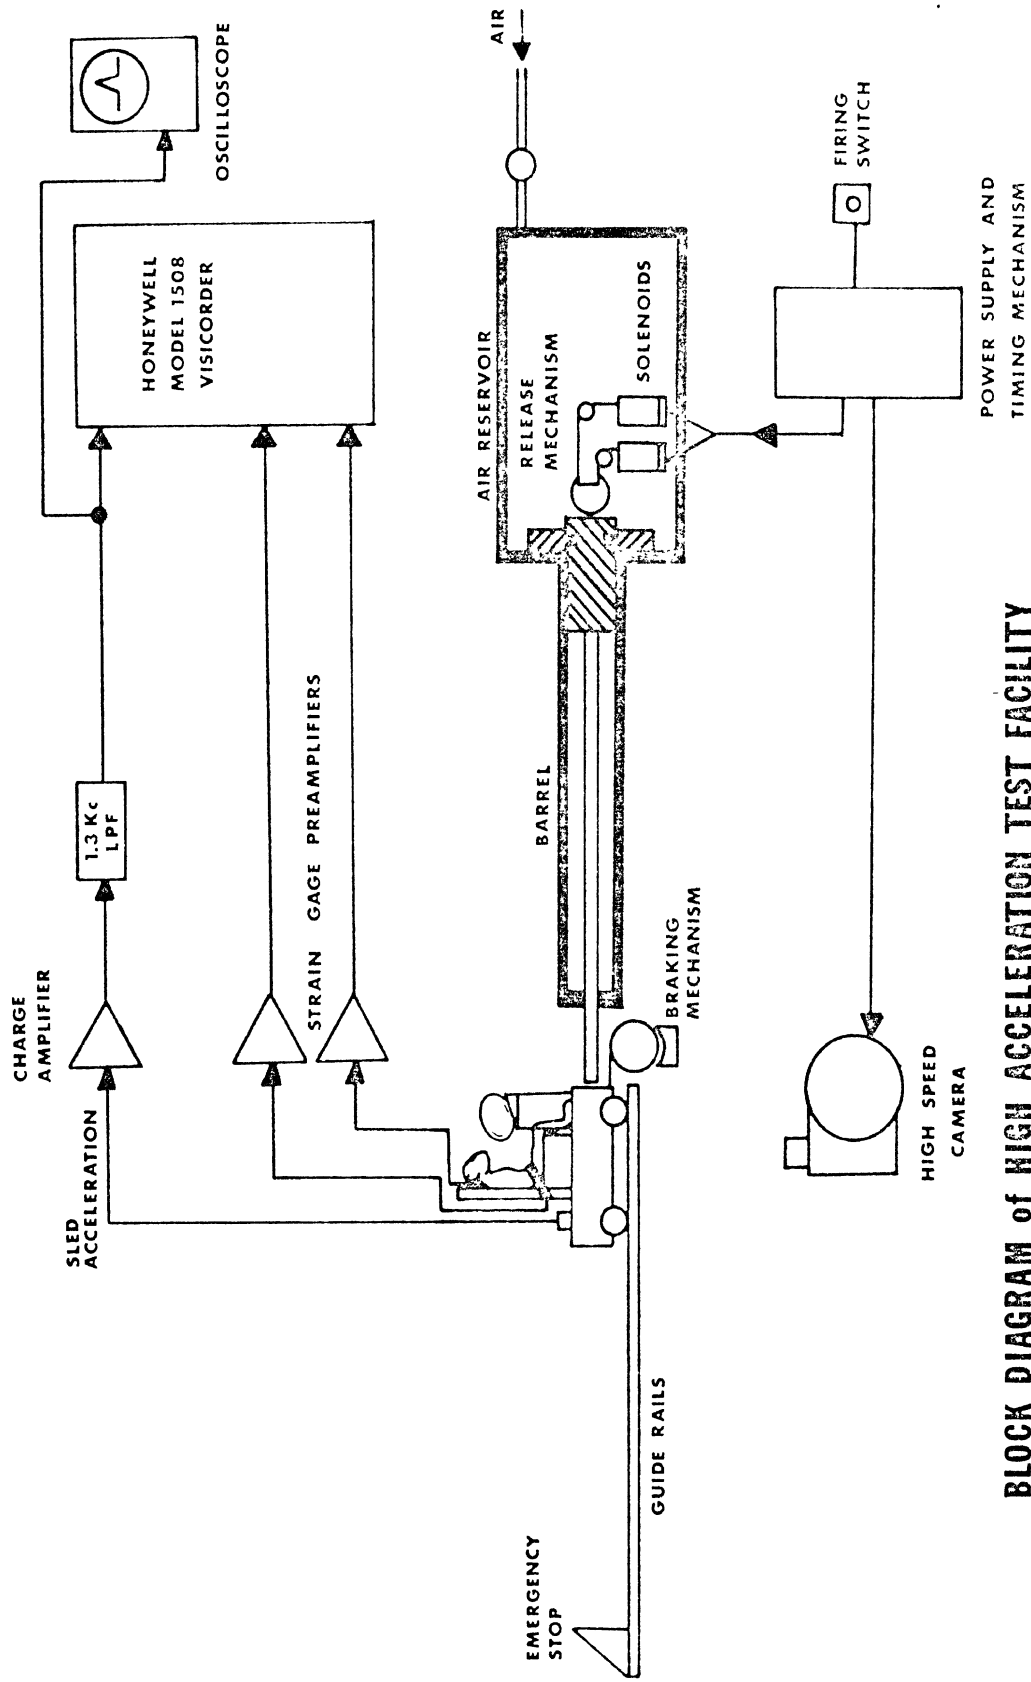 CHARGE
AMPLIFIER
SLED
ACCELERATION
1.3 Kc
LPF
STRAIN GAGE PREAMPLIFIERS
HONEYWELL
MODEL 1508
VISICORDER
OSCILLOSCOPE
AIR
AIR RESERVOIR
RELEASE
MECHANISM
SOLENOIDS
BARREL
BRAKING
MECHANISM
EMERGENCY
STOP
GUIDE RAILS
FIRING
SWITCH
POWER SUPPLY AND
TIMING MECHANISM
HIGH SPEED
CAMERA
BLOCK DIAGRAM of HIGH ACCELERATION TEST FACILITY